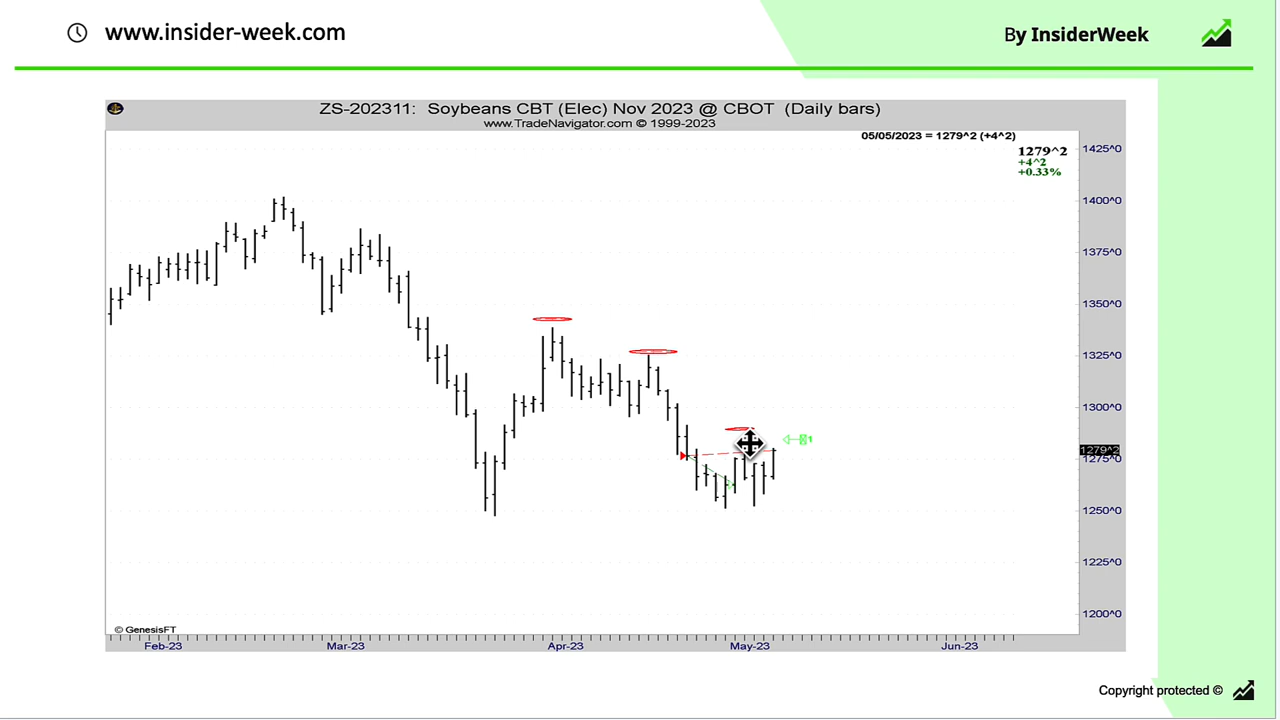 www.insider-week.com
By InsiderWeek
ZS-202311: Soybeans CBT (Elec) Nov 2023 @ CBOT (Daily bars)
www.TradeNavigator.com © 1999-2023
05/05/2023 = 1279^2 (+4^2)
1279^2
+4^2
+0.33%
1425^0
1400^0
1375^0
1350^0
1325^0
1300^0
1279^2
1275^0
1250^0
1225^0
1200^0
© GenesisFT
Feb-23 Mar-23 Apr-23 May-23 Jun-23
Copyright protected ©